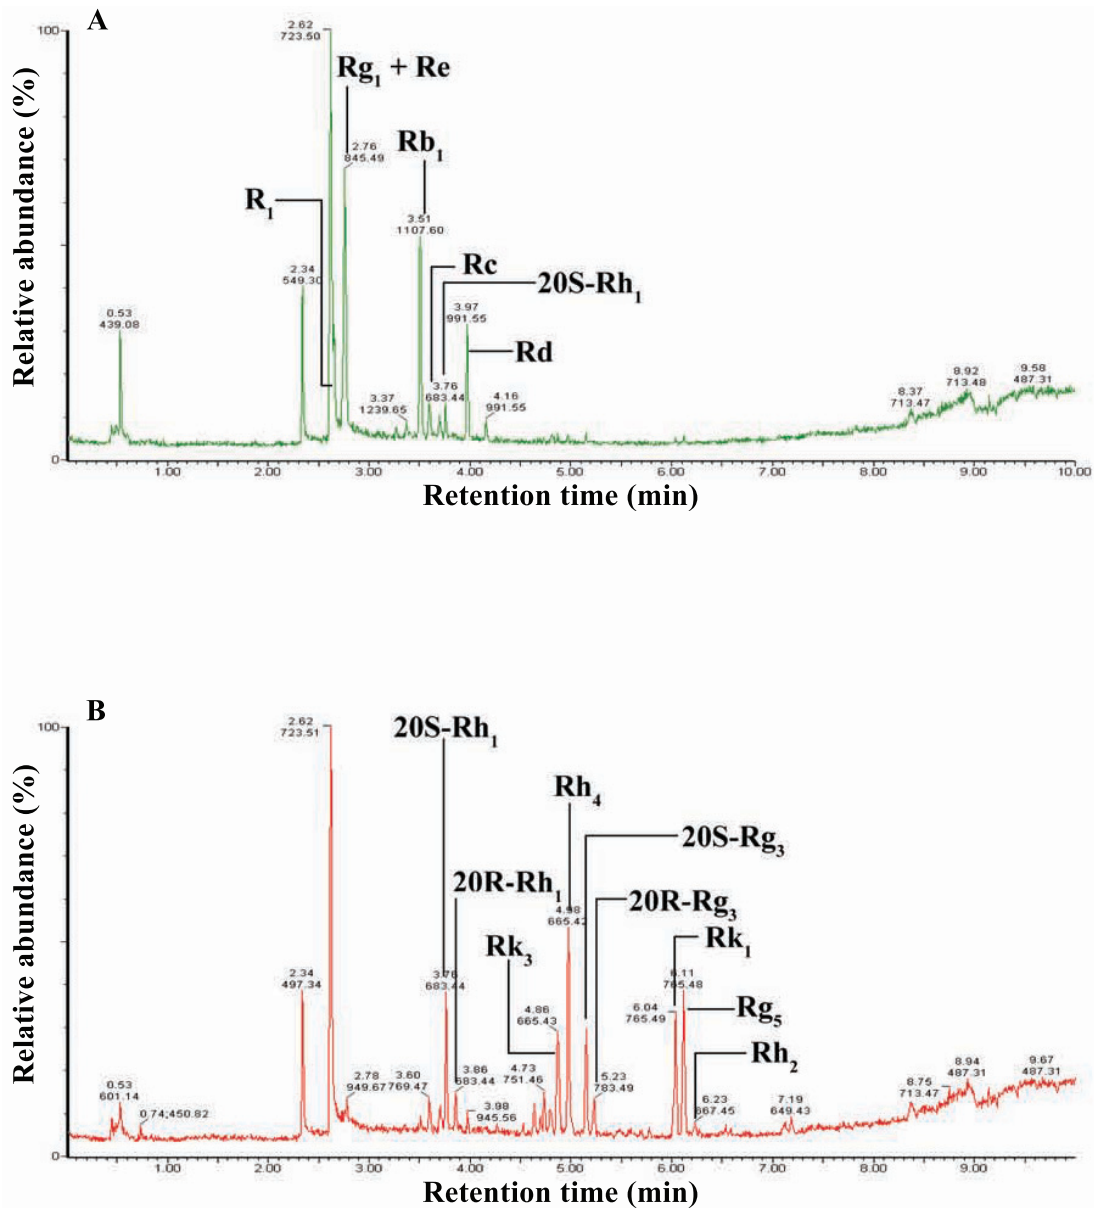 A
100
2.62
723.50
Rg1 + Re
2.76
845.49
Rb1
R1
3.51
1107.60
Rc
20S-Rh1
2.34
549.30
3.97
991.55
0.53
439.08
Rd
3.76
683.44
3.37
1239.65
4.16
991.55
8.37
713.47
8.92
713.48
9.58
487.31
0
1.00 2.00 3.00 4.00 5.00 6.00 7.00 8.00 9.00 10.00
Relative abundance (%)
Retention time (min)
B
100
2.62
723.51
20S-Rh1
Rh4
20S-Rg3
20R-Rh1
20R-Rg3
4.98
665.42
Rk3
Rk1
2.34
497.34
3.76
683.44
6.11
765.48
4.86
665.43
6.04
765.49
Rg5
Rh2
0.53
601.14
0.74;450.82
2.78
949.67
3.60
769.47
3.86
683.44
3.98
945.56
4.73
751.46
5.23
783.49
6.23
667.45
7.19
649.43
8.75
713.47
8.94
487.31
9.67
487.31
0
1.00 2.00 3.00 4.00 5.00 6.00 7.00 8.00 9.00
Relative abundance (%)
Retention time (min)